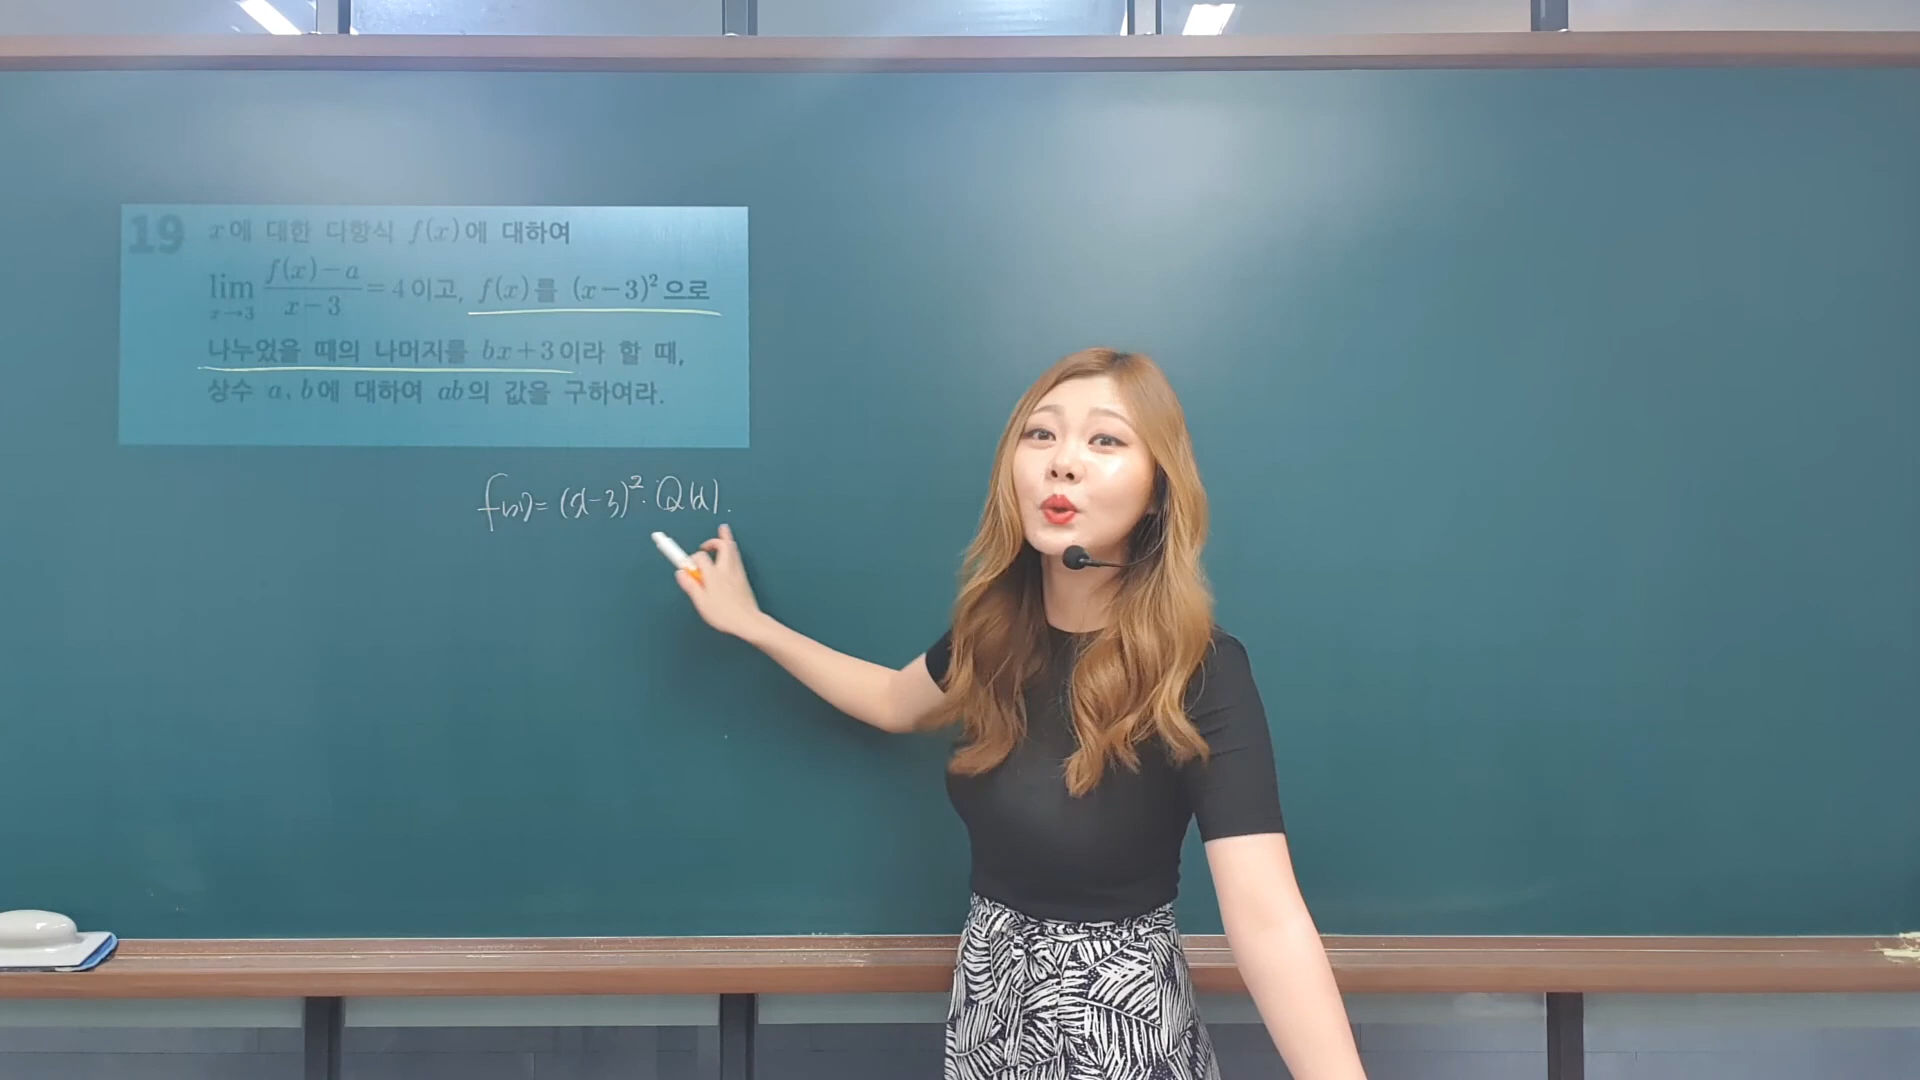 19 x에 대한 다항식 f(x)에 대하여
lim x→3 (f(x)-a)/(x-3) = 4이고, f(x)를 (x-3)²으로
나누었을 때의 나머지를 bx+3이라 할 때,
상수 a, b에 대하여 ab의 값을 구하여라.
f(x) = (x-3)²·Q(x).